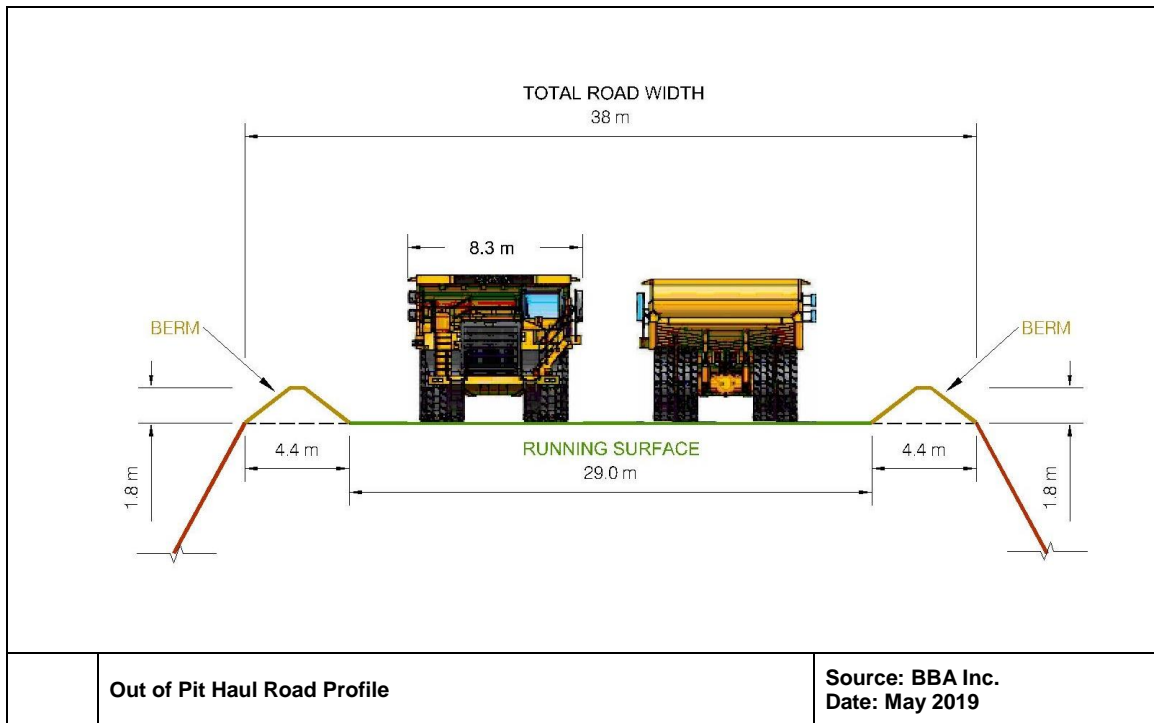 TOTAL ROAD WIDTH
38 m
8.3 m
BERM
BERM
4.4 m
RUNNING SURFACE
29.0 m
4.4 m
1.8 m
1.8 m
Out of Pit Haul Road Profile
Source: BBA Inc.
Date: May 2019